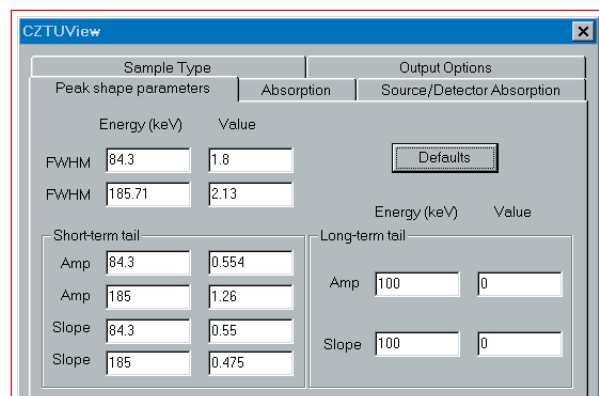 CZTUView
Sample Type Output Options
Peak shape parameters Absorption Source/Detector Absorption
Energy (keV) Value
FWHM 84.3 1.8
Defaults
FWHM 185.71 2.13
Energy (keV) Value
Short-term tail
Amp 84.3 0.554
Amp 185 1.26
Slope 84.3 0.55
Slope 185 0.475
Long-term tail
Amp 100 0
Slope 100 0